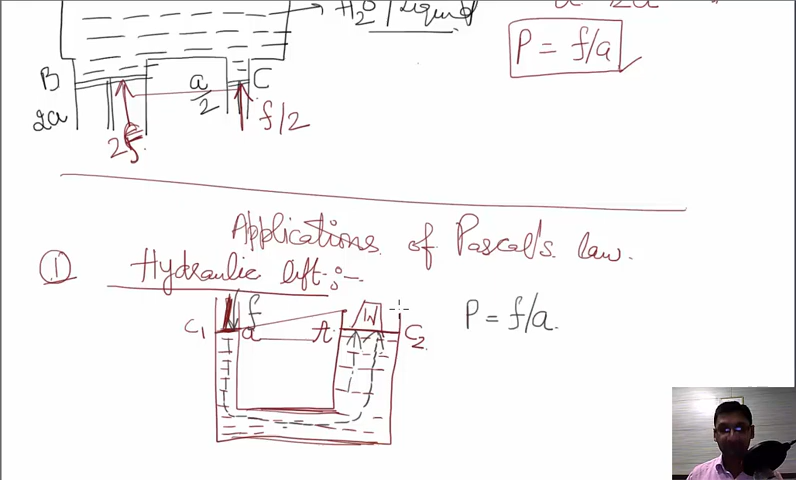 H₂O / Liquid
P = f/a
B
a/2
C
2a
f/2
2f
Applications of Pascal's law.
① Hydraulic lift :-
f
W
P = f/a.
C₁
a
A
C₂